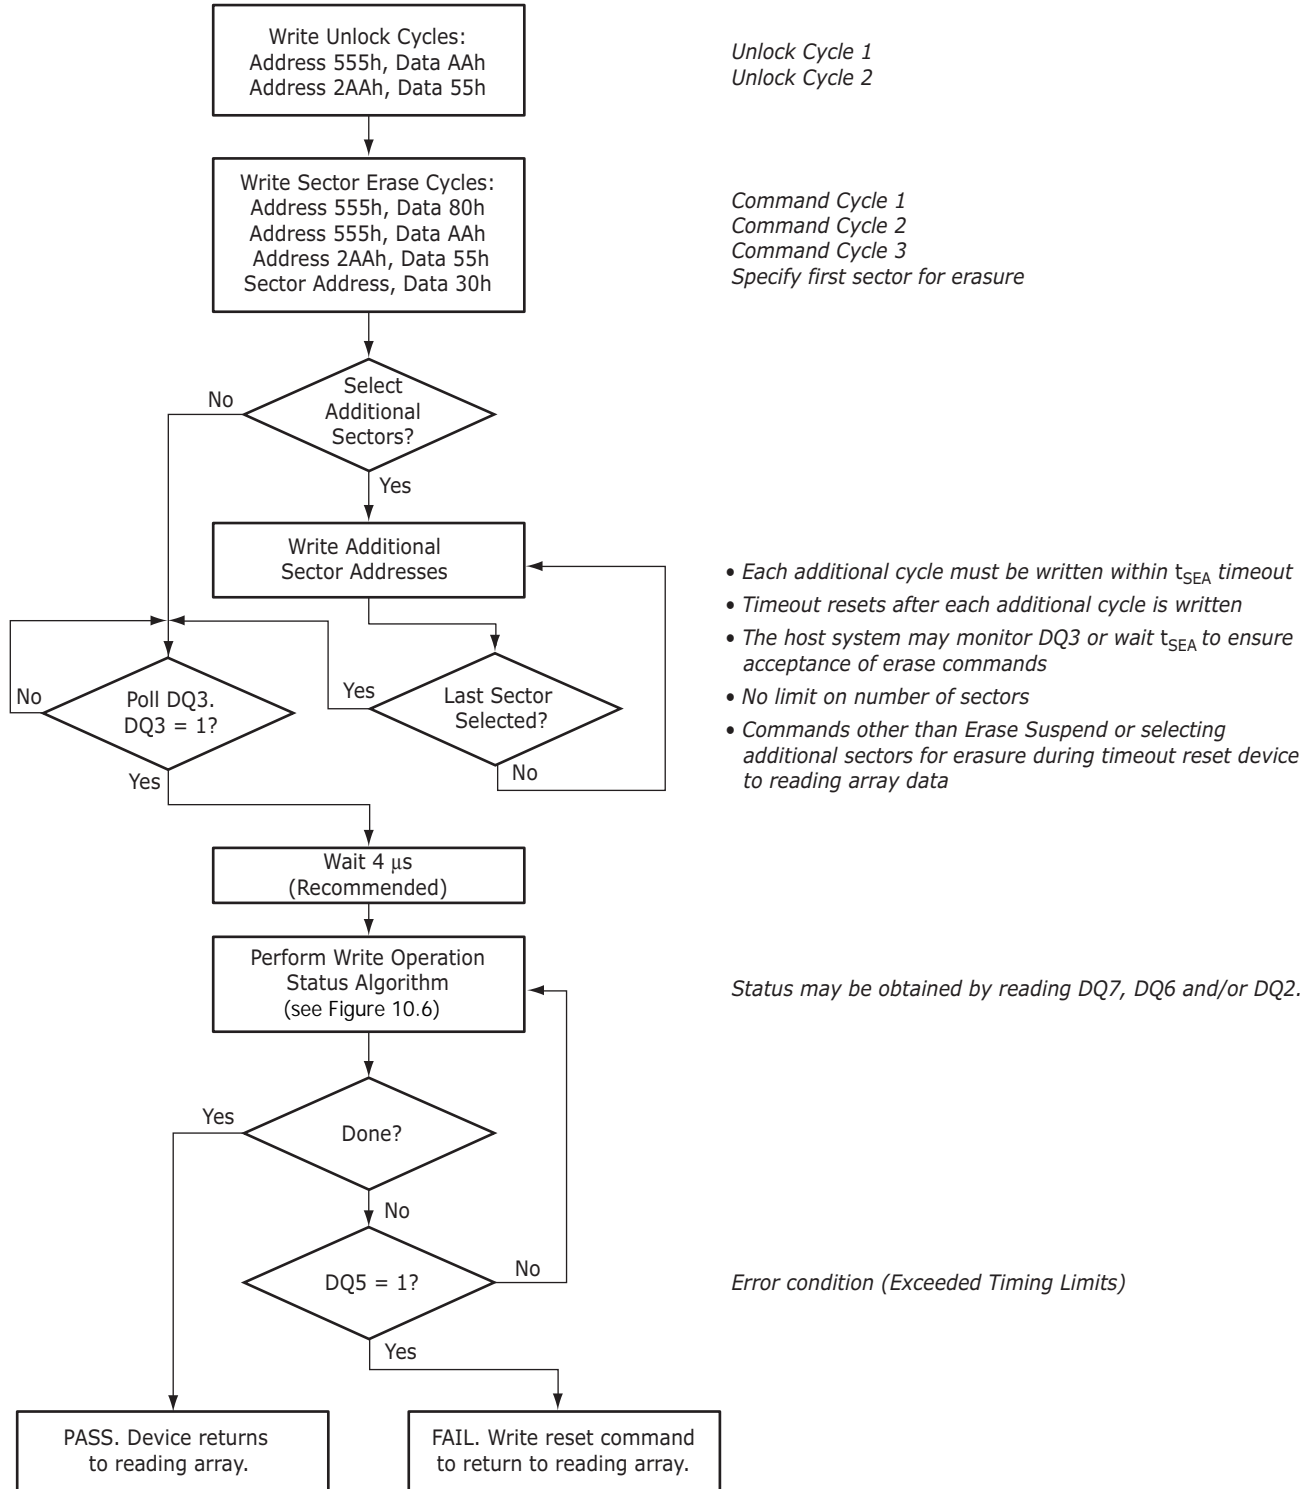 Write Unlock Cycles:
Address 555h, Data AAh
Address 2AAh, Data 55h
Unlock Cycle 1
Unlock Cycle 2
Write Sector Erase Cycles:
Address 555h, Data 80h
Address 555h, Data AAh
Address 2AAh, Data 55h
Sector Address, Data 30h
Command Cycle 1
Command Cycle 2
Command Cycle 3
Specify first sector for erasure
Select
Additional
Sectors?
No
Yes
Write Additional
Sector Addresses
• Each additional cycle must be written within tSEA timeout
• Timeout resets after each additional cycle is written
• The host system may monitor DQ3 or wait tSEA to ensure
acceptance of erase commands
• No limit on number of sectors
• Commands other than Erase Suspend or selecting
additional sectors for erasure during timeout reset device
to reading array data
No
Poll DQ3.
DQ3 = 1?
Yes
Yes
Last Sector
Selected?
No
Wait 4 μs
(Recommended)
Perform Write Operation
Status Algorithm
(see Figure 10.6)
Status may be obtained by reading DQ7, DQ6 and/or DQ2.
Yes
Done?
No
DQ5 = 1?
No
Error condition (Exceeded Timing Limits)
Yes
PASS. Device returns
to reading array.
FAIL. Write reset command
to return to reading array.